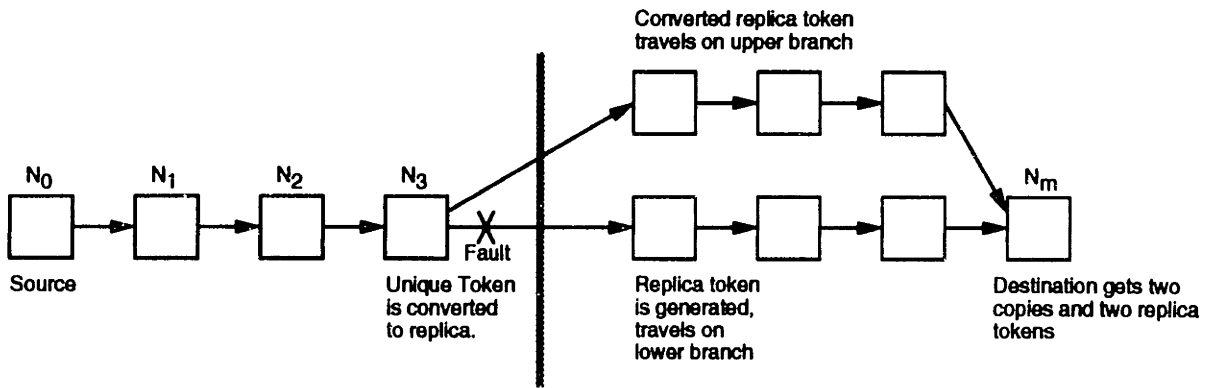 Converted replica token
travels on upper branch
N0 N1 N2 N3 Nm
Fault
Source
Unique Token
is converted
to replica.
Replica token
is generated,
travels on
lower branch
Destination gets two
copies and two replica
tokens